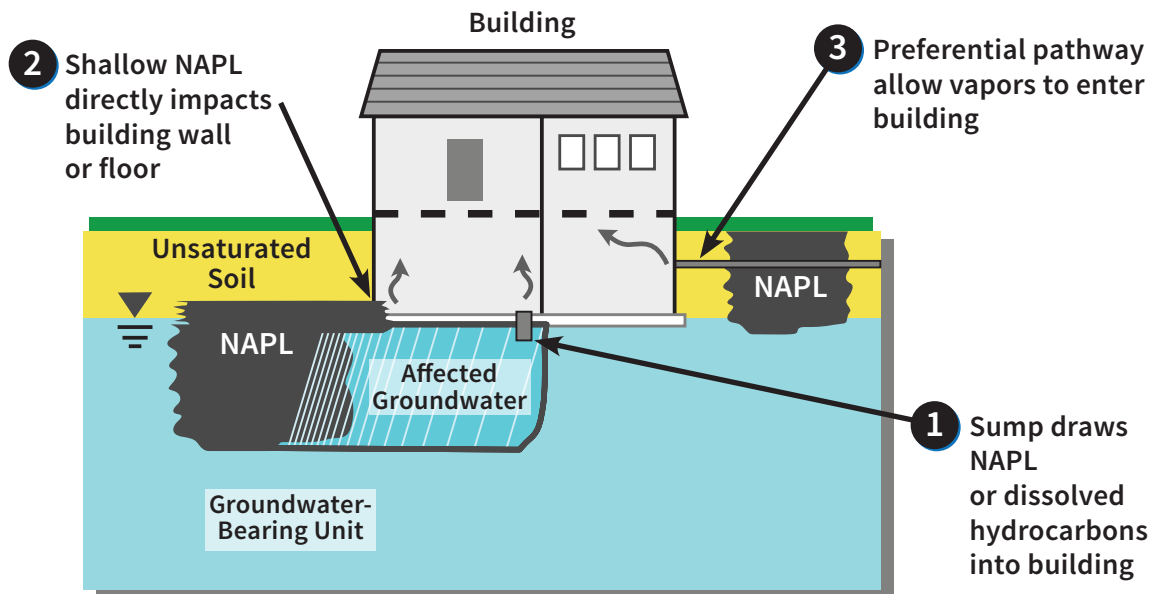 Building
2
Shallow NAPL
directly impacts
building wall
or floor
3
Preferential pathway
allow vapors to enter
building
Unsaturated
Soil
NAPL
NAPL
Affected
Groundwater
1
Sump draws
NAPL
or dissolved
hydrocarbons
into building
Groundwater-
Bearing Unit